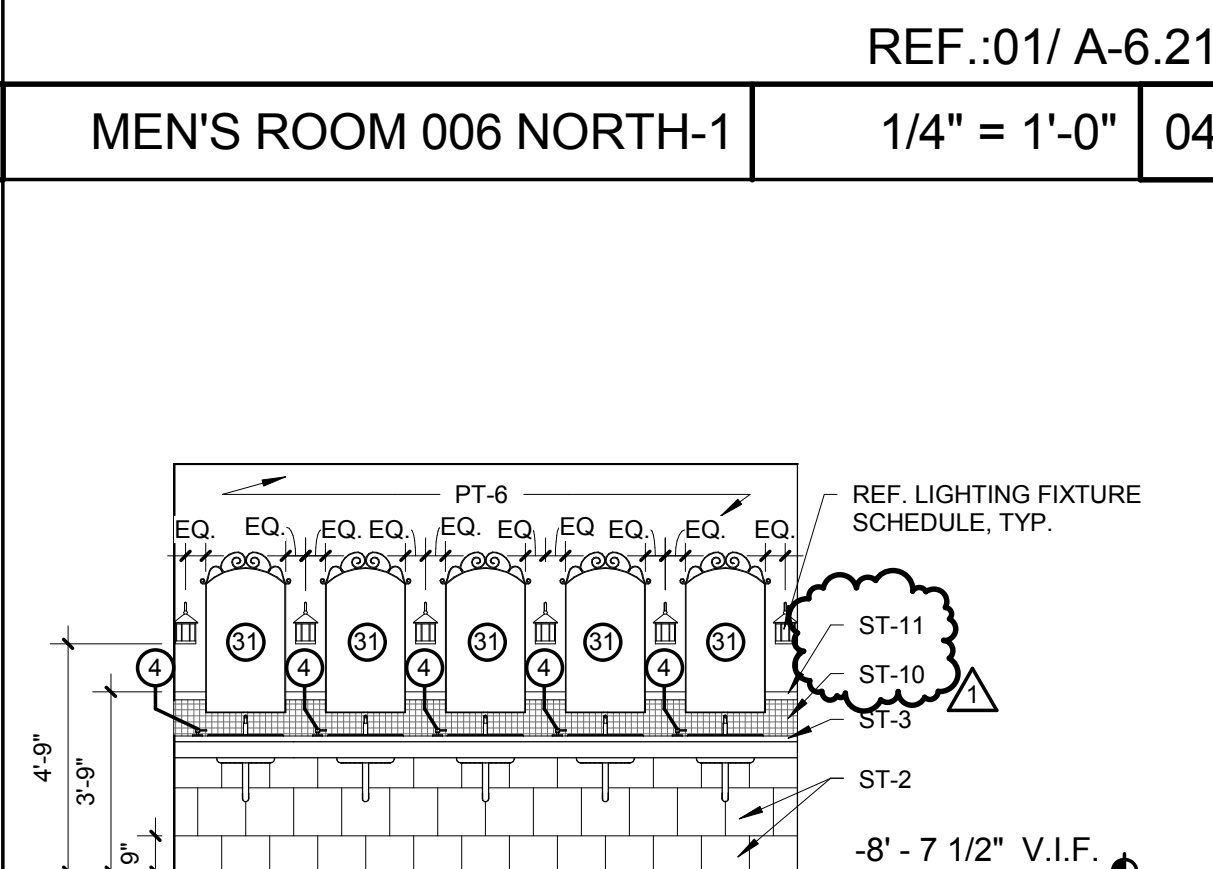 REF.:01/ A-6.21
MEN'S ROOM 006 NORTH-1
1/4" = 1'-0"
04
PT-6
REF. LIGHTING FIXTURE
SCHEDULE, TYP.
EQ. EQ. EQ. EQ. EQ. EQ. EQ EQ. EQ. EQ.
31 31 31 31 31
4 4 4 4 4
ST-11
ST-10
1
ST-3
ST-2
4'-9"
3'-9"
9"
-8' - 7 1/2" V.I.F.